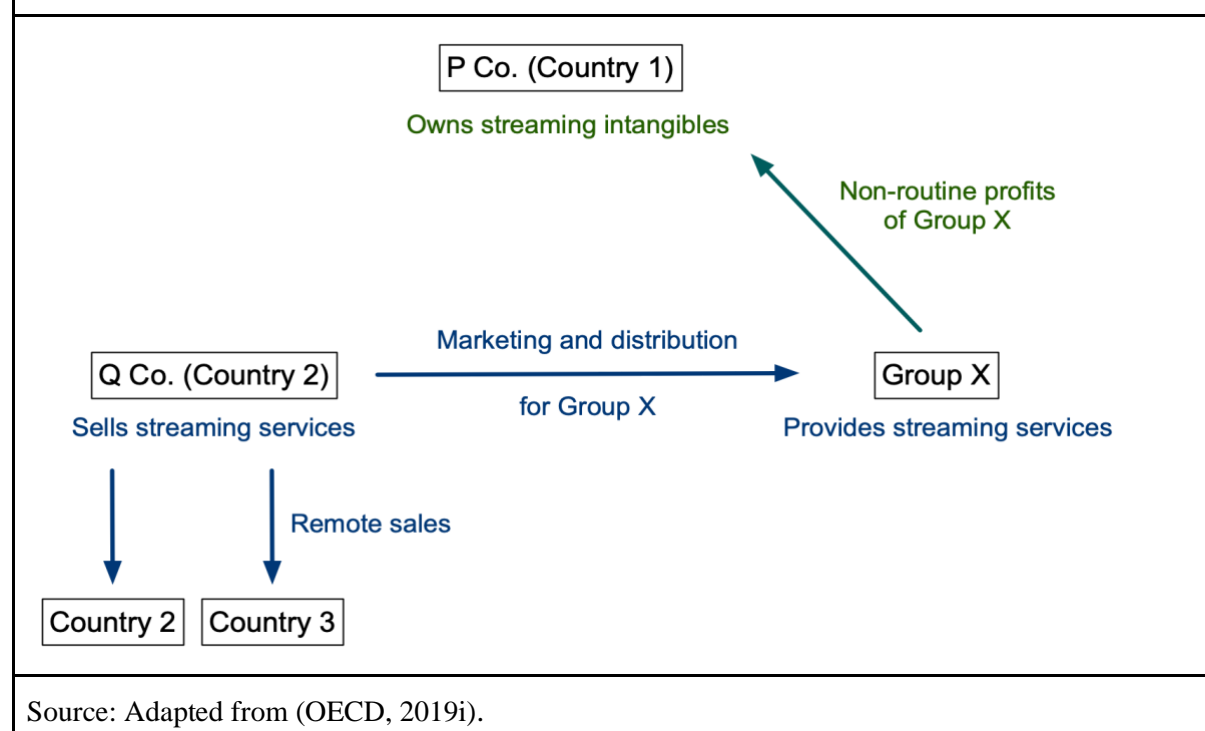 P Co. (Country 1)
Owns streaming intangibles
Non-routine profits
of Group X
Marketing and distribution
Q Co. (Country 2)
Group X
for Group X
Sells streaming services
Provides streaming services
Remote sales
Country 2
Country 3
Source: Adapted from (OECD, 2019i).